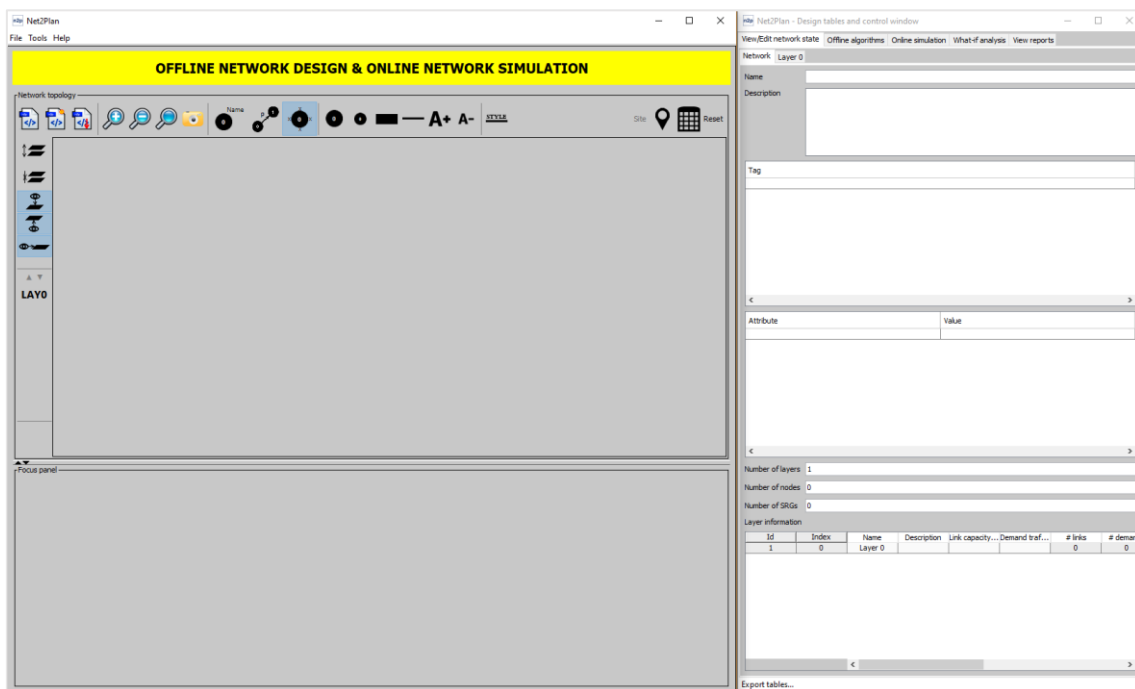 Net2Plan
File Tools Help
OFFLINE NETWORK DESIGN & ONLINE NETWORK SIMULATION
Network topology
Name
A+ A- STYLE
Site
Reset
LAY0
Focus panel
Net2Plan - Design tables and control window
View/Edit network state Offline algorithms Online simulation What-if analysis View reports
Network Layer 0
Name
Description
Tag
Attribute Value
Number of layers 1
Number of nodes 0
Number of SRGs 0
Layer information
Id Index Name Description Link capacity... Demand traf... # links # deman
1 0 Layer 0 0 0
Export tables...